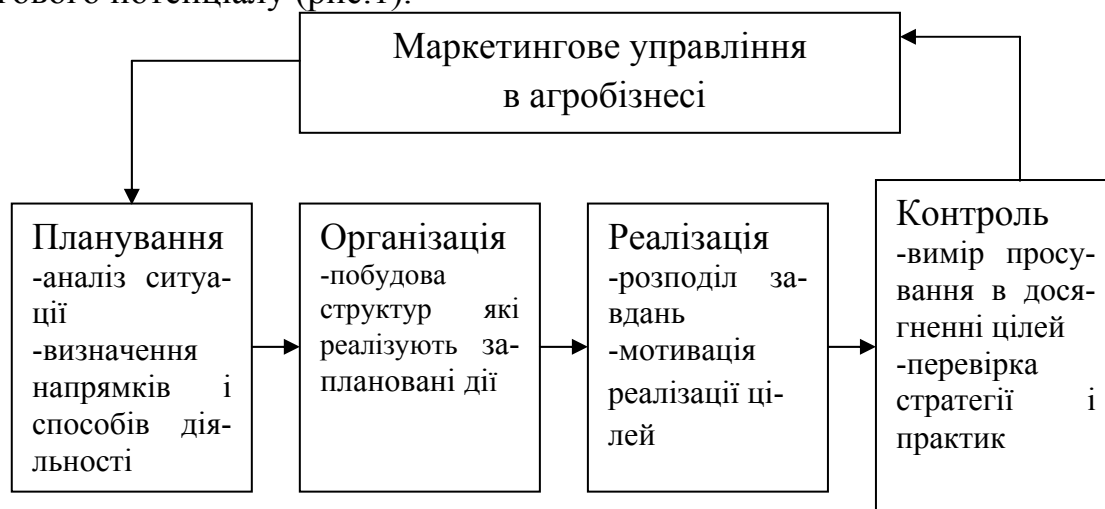 гового потенціалу (рис.1).
Маркетингове управління
в агробізнесі
Планування
-аналіз ситуа-
ції
-визначення
напрямків і
способів дія-
льності
Організація
-побудова
структур які
реалізують за-
плановані дії
Реалізація
-розподіл за-
вдань
-мотивація
реалізації ці-
лей
Контроль
-вимір просу-
вання в дося-
гненні цілей
-перевірка
стратегії і
практик